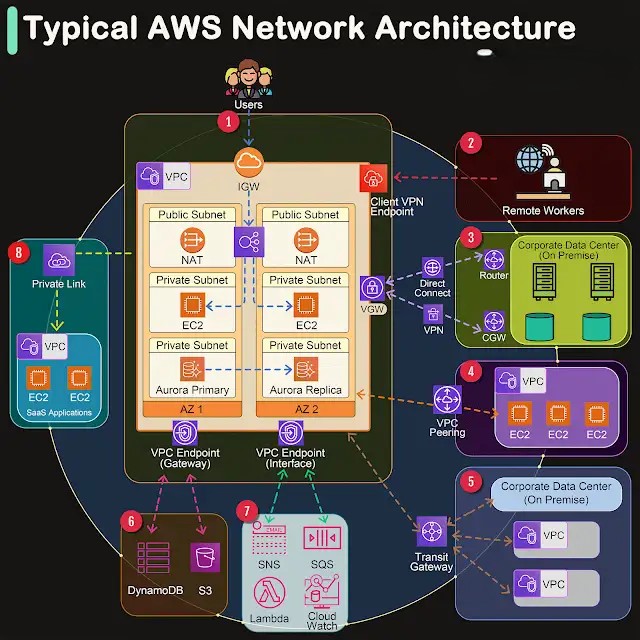 Typical AWS Network Architecture
Users
1
VPC
IGW
Client VPN
Endpoint
2
Remote Workers
Public Subnet
NAT
Public Subnet
NAT
Private Subnet
EC2
Private Subnet
EC2
Private Subnet
Aurora Primary
Private Subnet
Aurora Replica
AZ 1
AZ 2
VGW
Direct
Connect
VPN
3
Router
CGW
Corporate Data Center
(On Premise)
8
Private Link
VPC
EC2
EC2
SaaS Applications
4
VPC
Peering
VPC
EC2
EC2
EC2
VPC Endpoint
(Gateway)
VPC Endpoint
(Interface)
5
Corporate Data Center
(On Premise)
VPC
VPC
Transit
Gateway
6
DynamoDB
S3
7
EMAIL
SNS
SQS
Lambda
Cloud
Watch